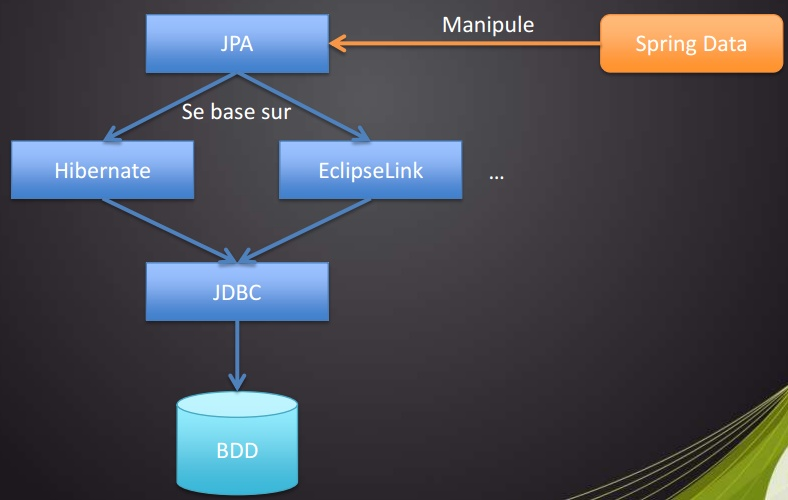 JPA
Manipule
Spring Data
Se base sur
Hibernate
EclipseLink
...
JDBC
BDD